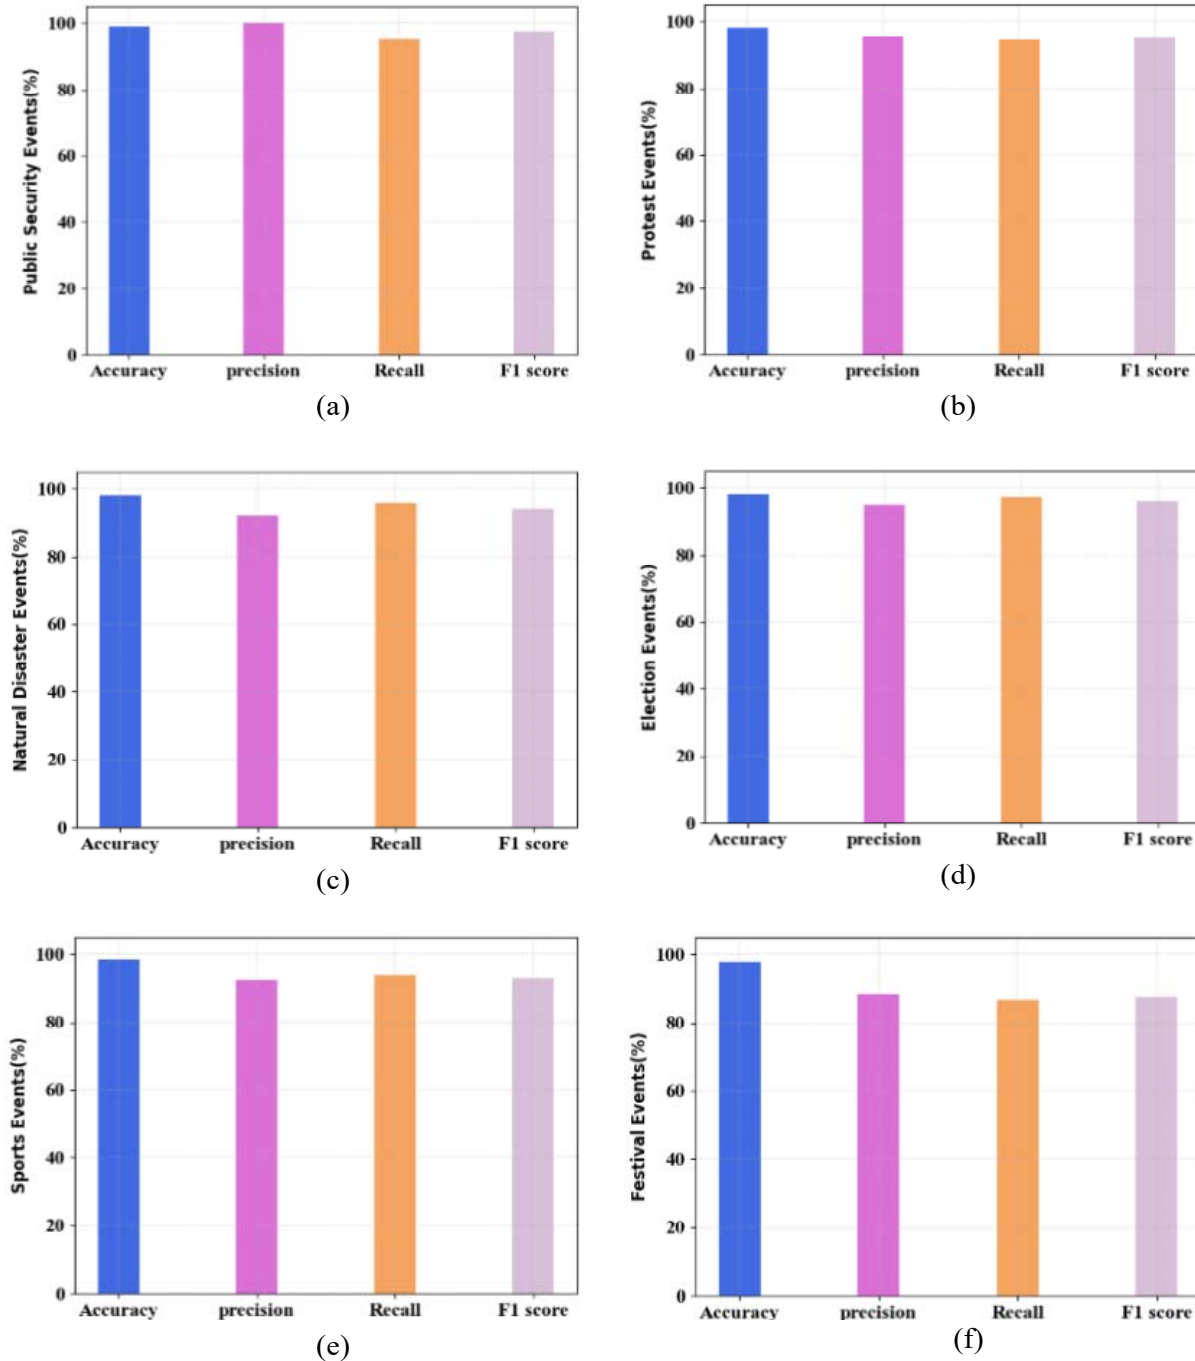 Public Security Events(%)
100
80
60
40
20
0
Accuracy precision Recall F1 score
(a)
Protest Events(%)
100
80
60
40
20
0
Accuracy precision Recall F1 score
(b)
Natural Disaster Events(%)
100
80
60
40
20
0
Accuracy precision Recall F1 score
(c)
Election Events(%)
100
80
60
40
20
0
Accuracy precision Recall F1 score
(d)
Sports Events(%)
100
80
60
40
20
0
Accuracy precision Recall F1 score
(e)
Festival Events(%)
100
80
60
40
20
0
Accuracy precision Recall F1 score
(f)